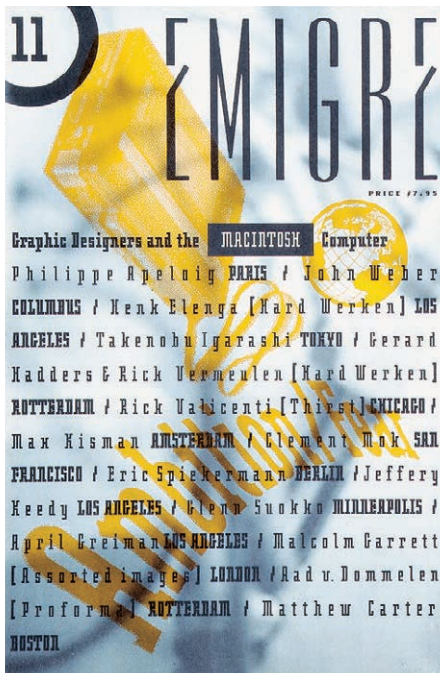 11
EMIGRE
PRICE $7.95
Graphic Designers and the MACINTOSH Computer
Philippe Apeloig PARIS / John Weber
COLUMBUS / Henk Elenga [Hard Werken] LOS
ANGELES / Takenobu Igarashi TOKYO / Gerard
Hadders & Rick Vermeulen [Hard Werken]
ROTTERDAM / Rick Valicenti [Thirst] CHICAGO /
Max Kisman AMSTERDAM / Clement Mok SAN
FRANCISCO / Eric Spiekermann BERLIN / Jeffery
Keedy LOS ANGELES / Glenn Suokko MINNEAPOLIS /
April Greiman LOS ANGELES / Malcolm Garrett
[Assorted images] LONDON / Aad v. Dommelen
[Proforma] ROTTERDAM / Matthew Carter
BOSTON
Ambition/Fear